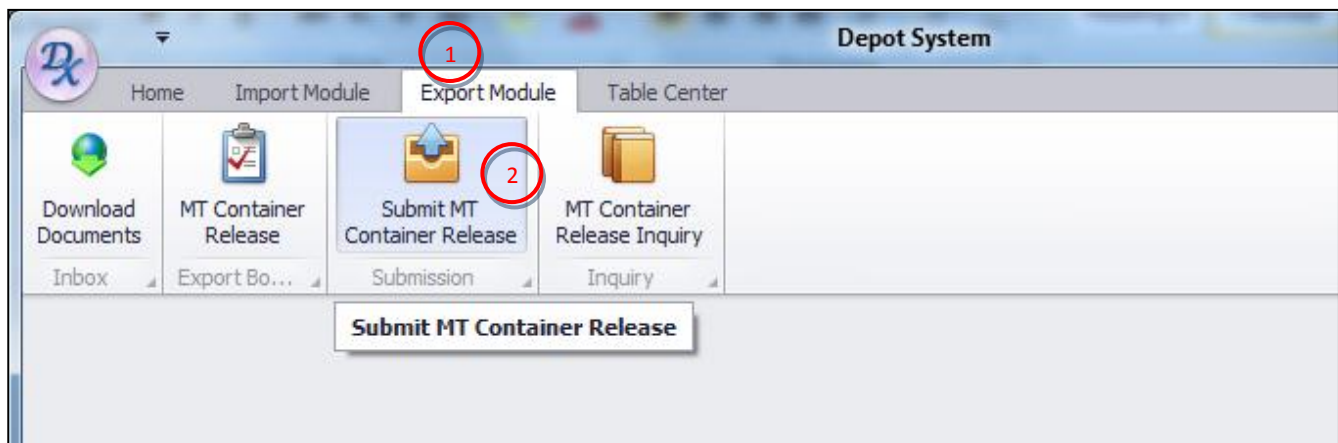 Depot System
DX
1
Home Import Module Export Module Table Center
2
Download
Documents
MT Container
Release
Submit MT
Container Release
MT Container
Release Inquiry
Inbox Export Bo... Submission Inquiry
Submit MT Container Release